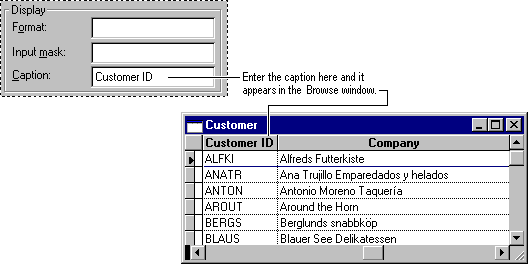 Display
Format:
Input mask:
Caption: Customer ID
Enter the caption here and it
appears in the Browse window.
Customer
Customer ID Company
ALFKI Alfreds Futterkiste
ANATR Ana Trujillo Emparedados y helados
ANTON Antonio Moreno Taquería
AROUT Around the Horn
BERGS Berglunds snabbköp
BLAUS Blauer See Delikatessen